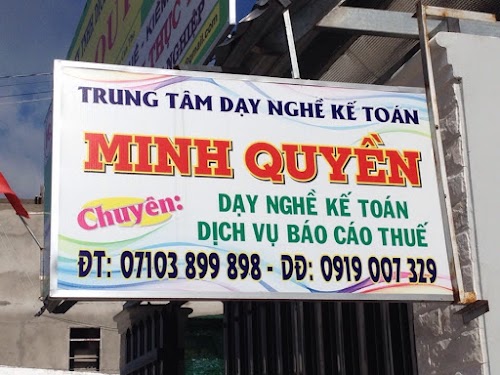 TRUNG TÂM DẠY NGHỀ KẾ TOÁN
MINH QUYỀN
Chuyên:
DẠY NGHỀ KẾ TOÁN
DỊCH VỤ BÁO CÁO THUẾ
ĐT: 07103 899 898 - DĐ: 0919 007 329